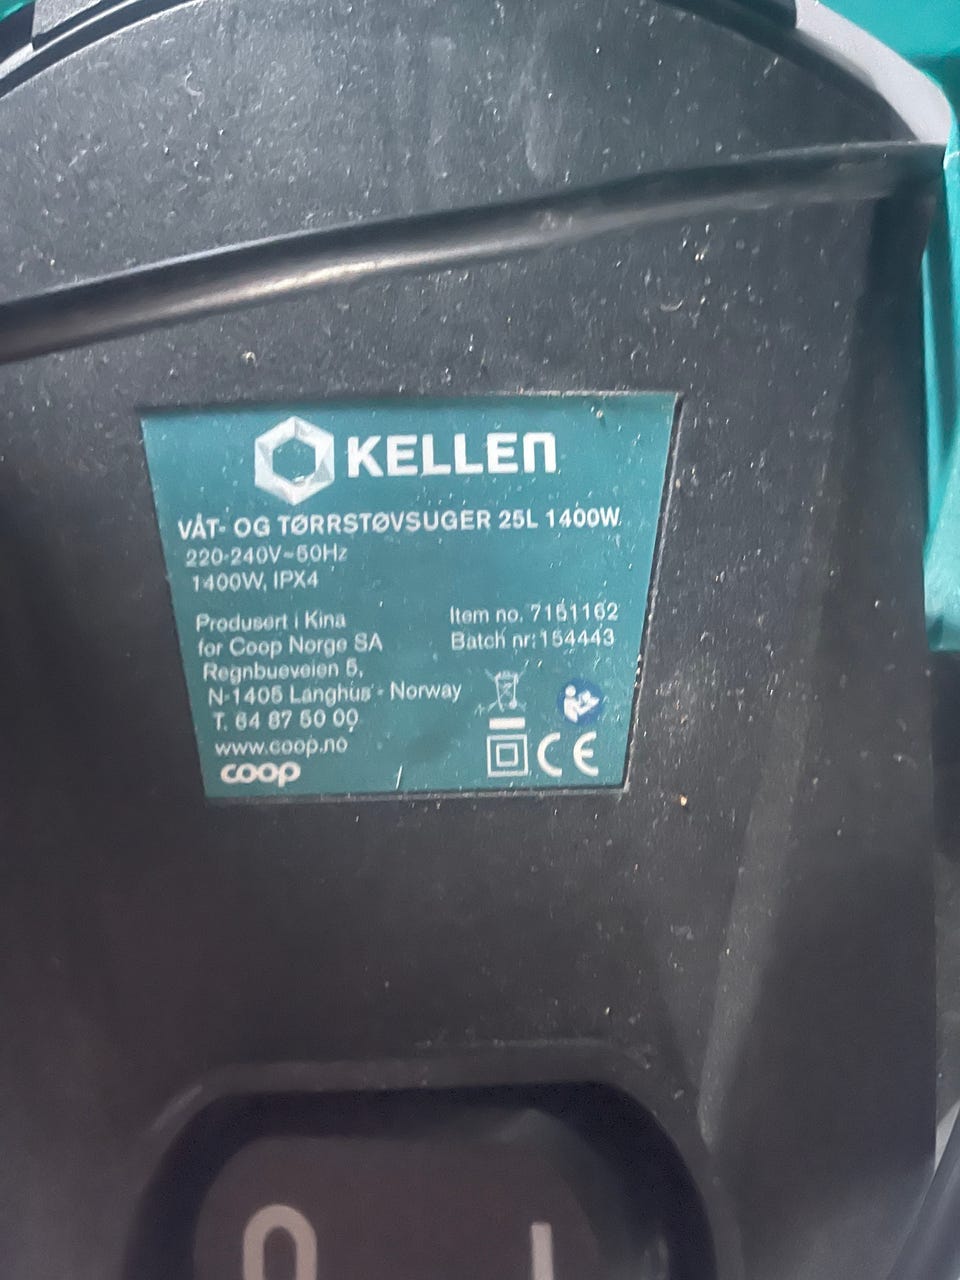 KELLEN
VÅT- OG TØRRSTØVSUGER 25L 1400W
220-240V~50Hz
1400W, IPX4
Produsert i Kina
for Coop Norge SA
Regnbueveien 5,
N-1405 Langhus - Norway
T. 64 87 50 00
www.coop.no
coop
Item no. 7161162
Batch nr:154443
CE
O I